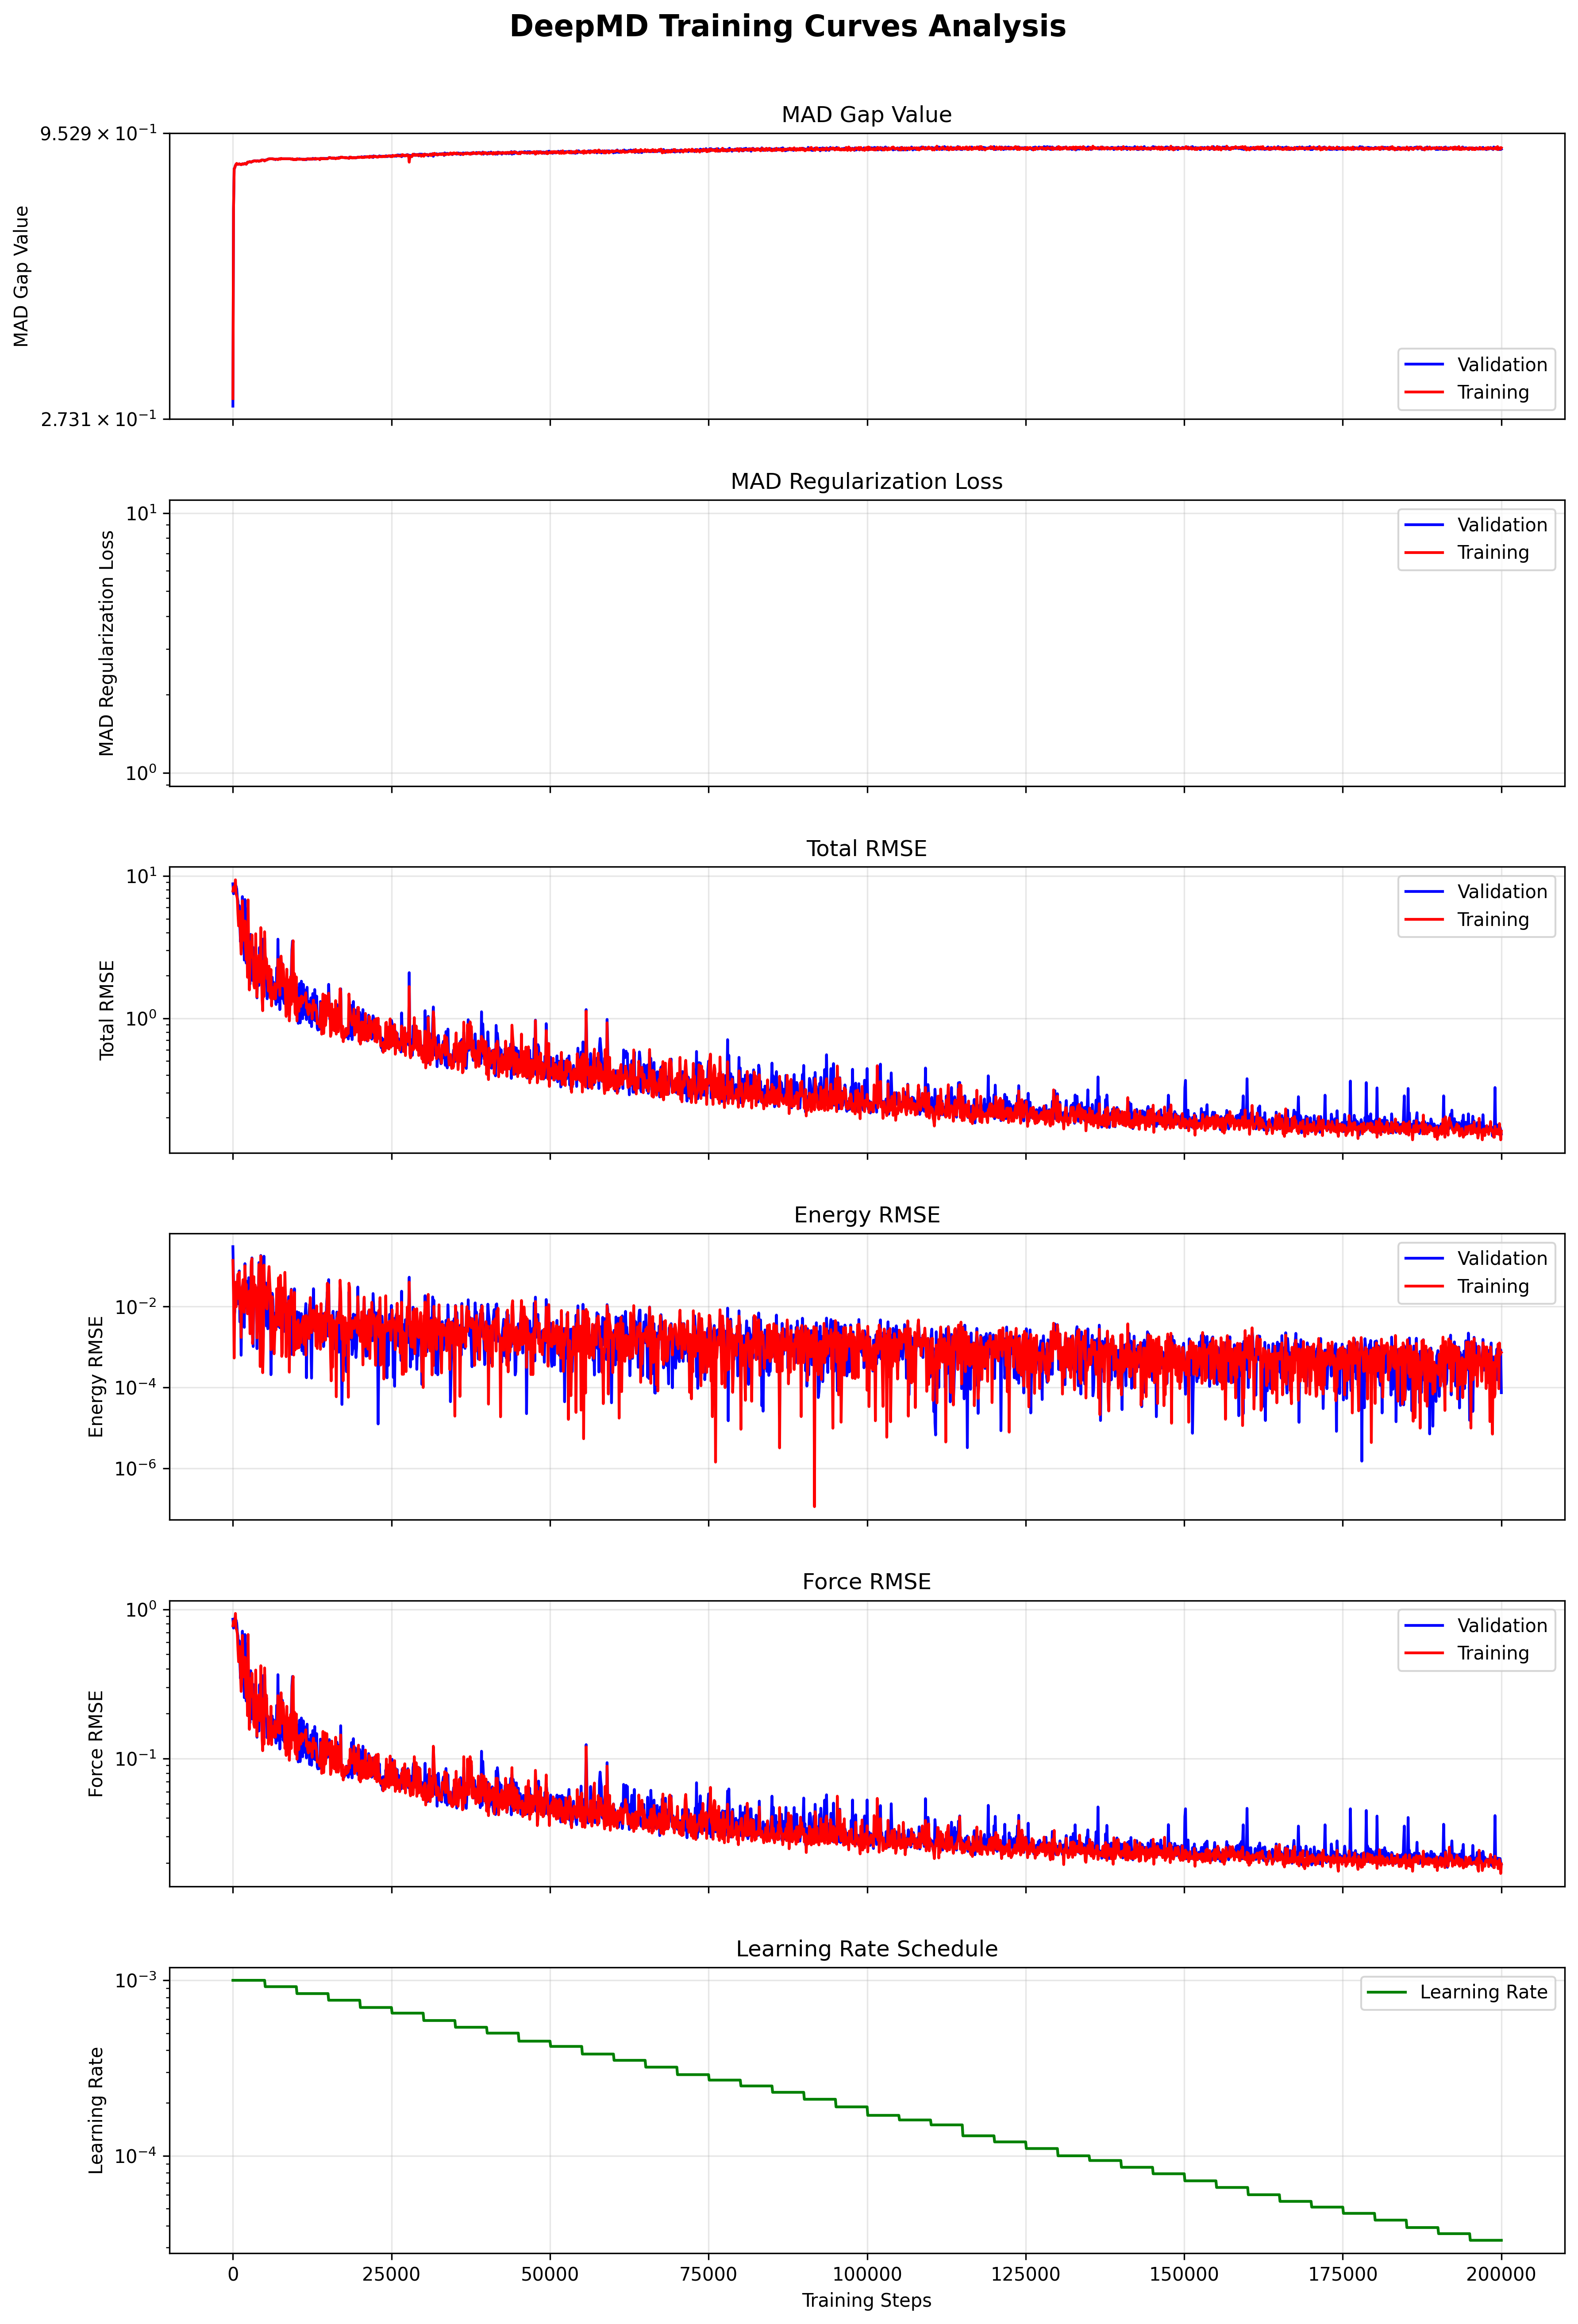 DeepMD Training Curves Analysis
MAD Gap Value
9.529 × 10⁻¹
MAD Gap Value
2.731 × 10⁻¹
Validation
Training
MAD Regularization Loss
10¹
MAD Regularization Loss
10⁰
Validation
Training
Total RMSE
10¹
Total RMSE
10⁰
Validation
Training
Energy RMSE
10⁻²
Energy RMSE
10⁻⁴
10⁻⁶
Validation
Training
Force RMSE
10⁰
Force RMSE
10⁻¹
Validation
Training
Learning Rate Schedule
10⁻³
Learning Rate
10⁻⁴
Learning Rate
0 25000 50000 75000 100000 125000 150000 175000 200000
Training Steps